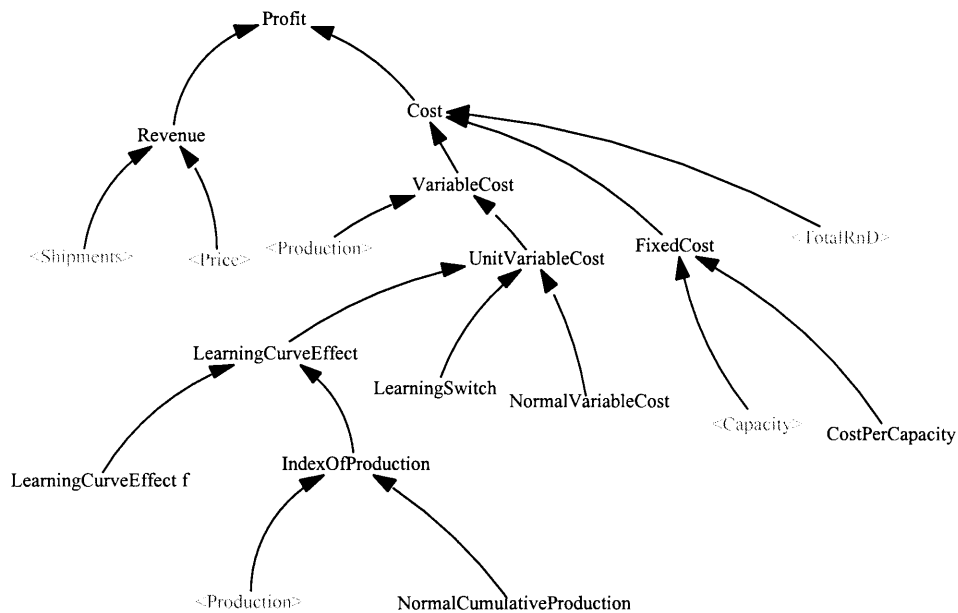 Profit
Cost
Revenue
VariableCost
<Shipments>
<Price>
<Production>
UnitVariableCost
FixedCost
<TotalRnD>
LearningCurveEffect
LearningSwitch
NormalVariableCost
<Capacity>
CostPerCapacity
LearningCurveEffect f
IndexOfProduction
<Production>
NormalCumulativeProduction